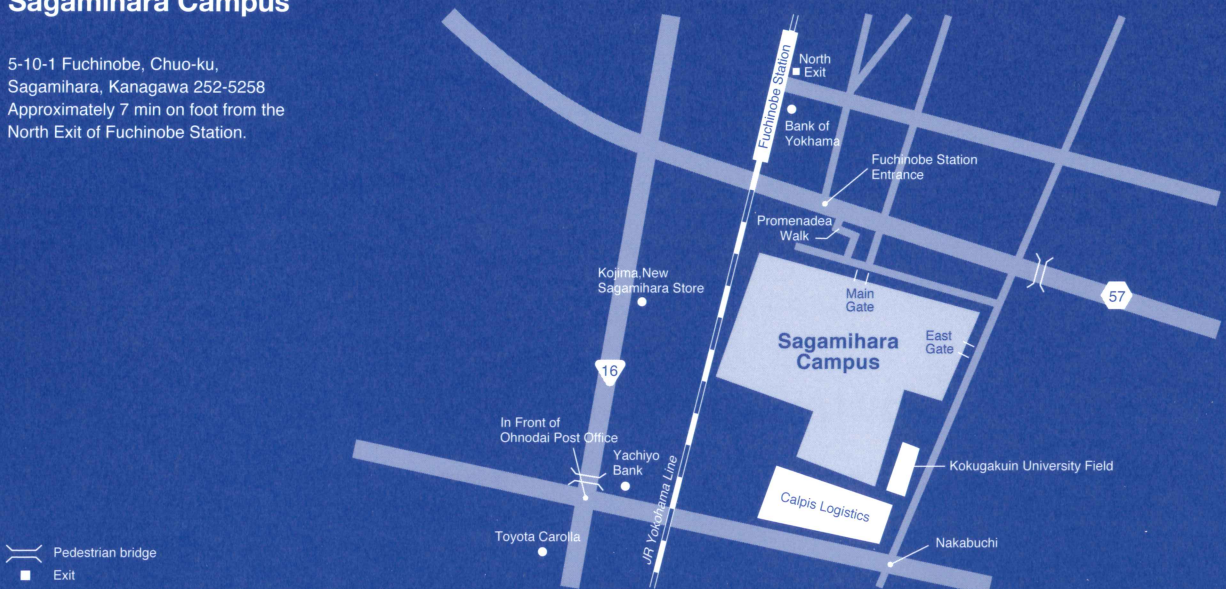 Sagamihara Campus
5-10-1 Fuchinobe, Chuo-ku,
Sagamihara, Kanagawa 252-5258
Approximately 7 min on foot from the
North Exit of Fuchinobe Station.
Fuchinobe Station
North
Exit
Bank of
Yokhama
Fuchinobe Station
Entrance
Promenadea
Walk
Kojima,New
Sagamihara Store
Main
Gate
57
Sagamihara
Campus
East
Gate
16
In Front of
Ohnodai Post Office
Yachiyo
Bank
JR Yokohama Line
Kokugakuin University Field
Calpis Logistics
Toyota Carolla
Nakabuchi
Pedestrian bridge
Exit